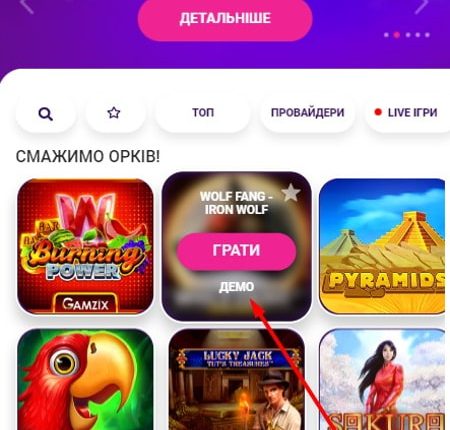 ДЕТАЛЬНІШЕ
ТОП
ПРОВАЙДЕРИ
LIVE ІГРИ
СМАЖИМО ОРКІВ!
WOLF FANG -
IRON WOLF
ГРАТИ
ДЕМО
Burning
POWER
GAMZIX
PYRAMIDS
LUCKY JACK
TUT'S TREASURES
SAKURA